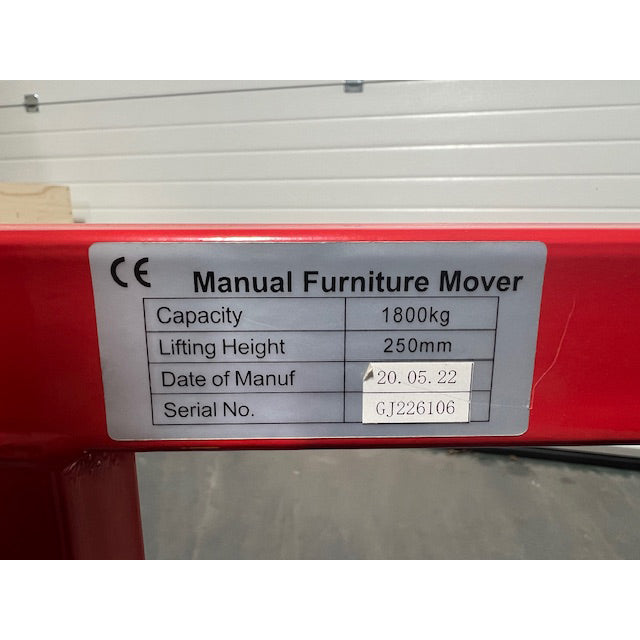 CE Manual Furniture Mover
Capacity 1800kg
Lifting Height 250mm
Date of Manuf 20.05.22
Serial No. GJ226106